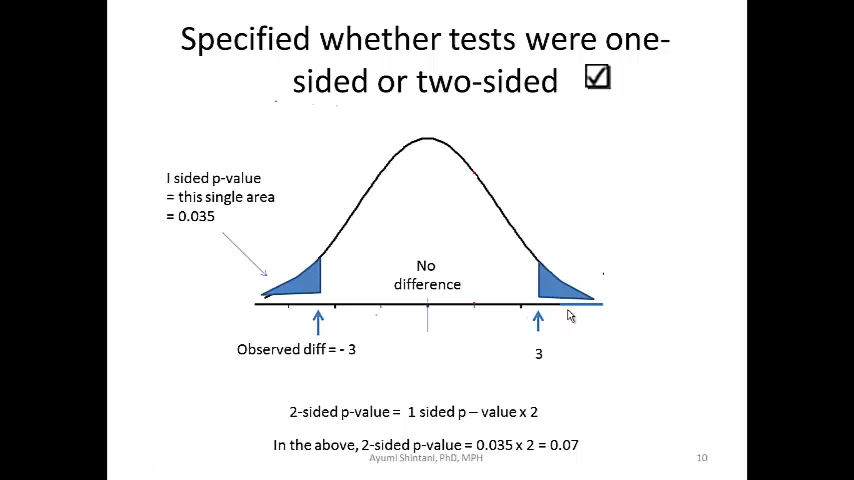 Specified whether tests were one-
sided or two-sided
I sided p-value
= this single area
= 0.035
No
difference
Observed diff = - 3
3
2-sided p-value = 1 sided p – value x 2
In the above, 2-sided p-value = 0.035 x 2 = 0.07
Ayumi Shintani, PhD, MPH
10